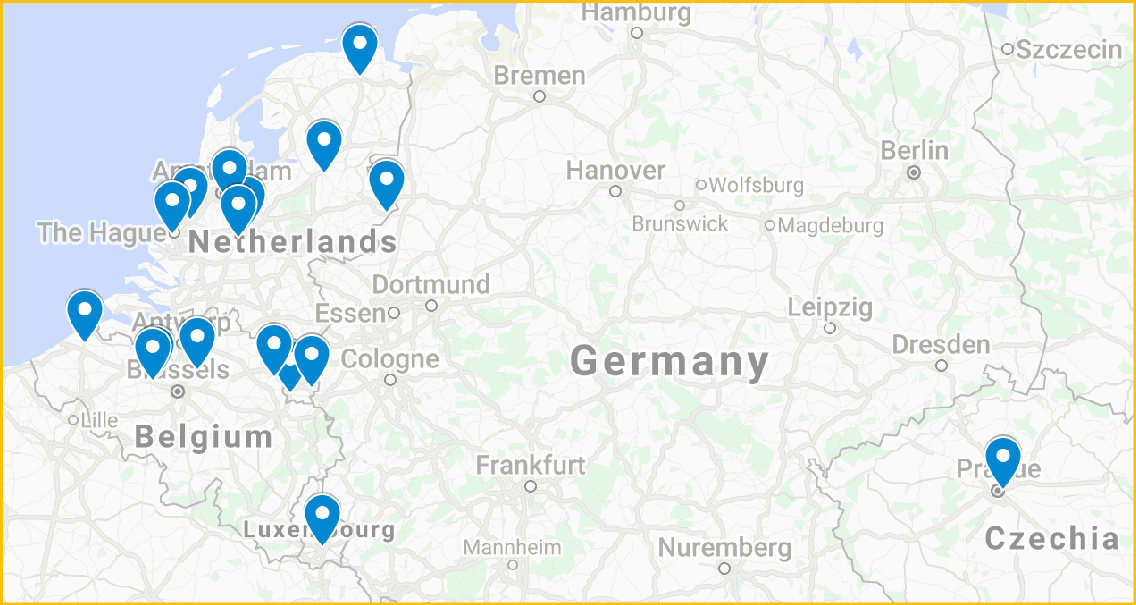 Hamburg
Szczecin
Bremen
Berlin
Hanover
Wolfsburg
Brunswick
Magdeburg
The Hague
Netherlands
Dortmund
Essen
Leipzig
Dresden
Cologne
Germany
Lille
Belgium
Frankfurt
Czechia
Nuremberg
Mannheim